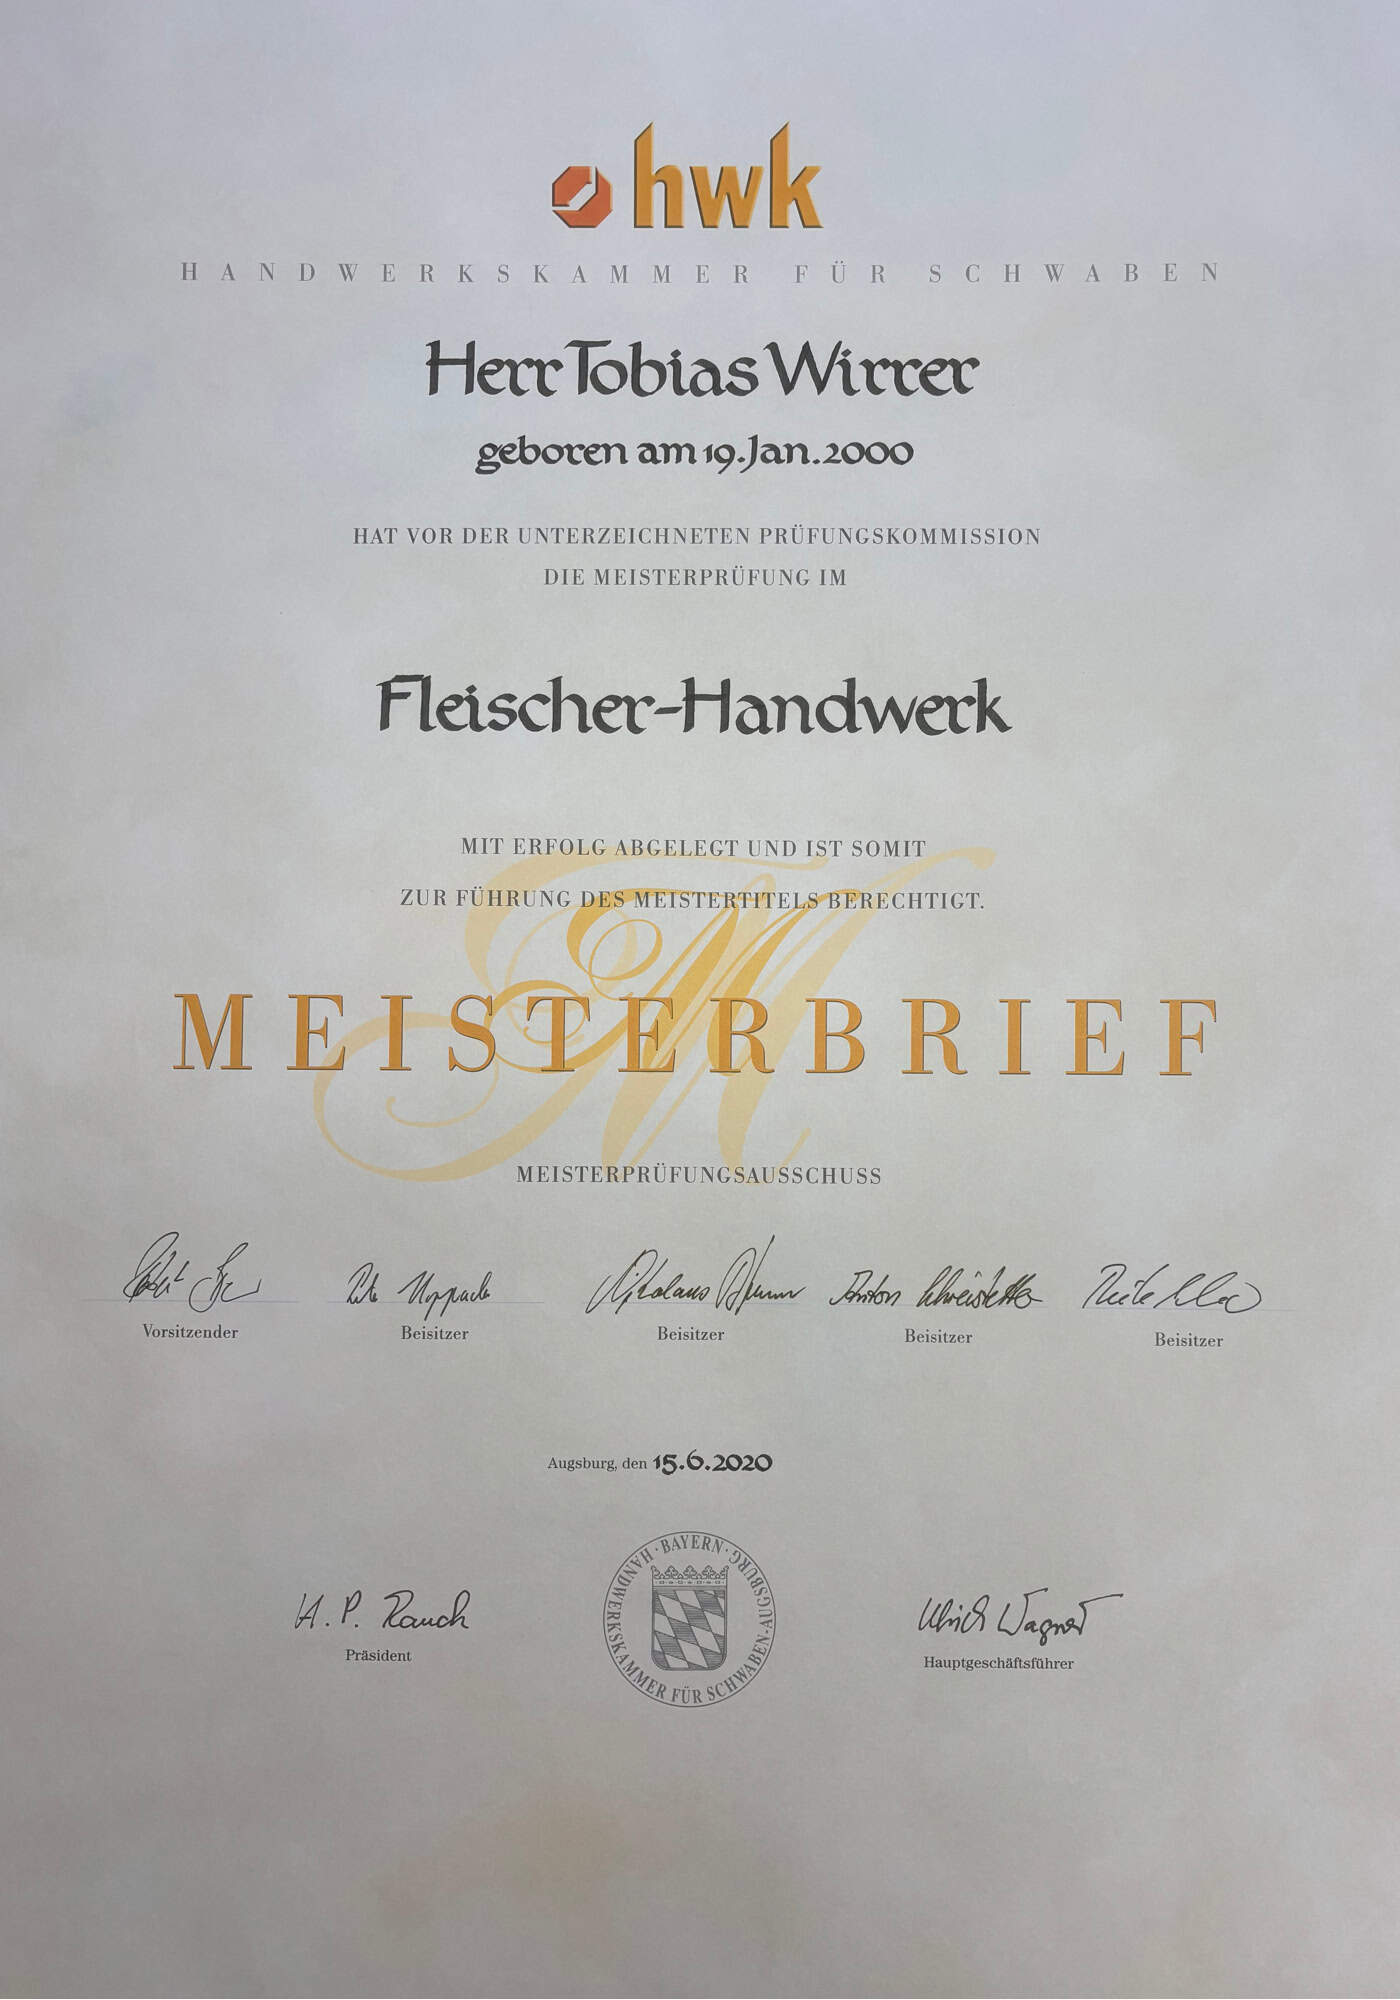 hwk
HANDWERKSKAMMER FÜR SCHWABEN
Herr Tobias Wirrer
geboren am 19. Jan. 2000
HAT VOR DER UNTERZEICHNETEN PRÜFUNGSKOMMISSION
DIE MEISTERPRÜFUNG IM
Fleischer-Handwerk
MIT ERFOLG ABGELEGT UND IST SOMIT
ZUR FÜHRUNG DES MEISTERTITELS BERECHTIGT.
M
MEISTERBRIEF
MEISTERPRÜFUNGSAUSSCHUSS
Nikolaus Anton
Vorsitzender Beisitzer Beisitzer Beisitzer Beisitzer
Augsburg, den 15.6.2020
BAYERN
HANDWERKSKAMMER FÜR SCHWABEN-AUGSBURG
H. P. Rauch Ulrich Wagner
Präsident Hauptgeschäftsführer